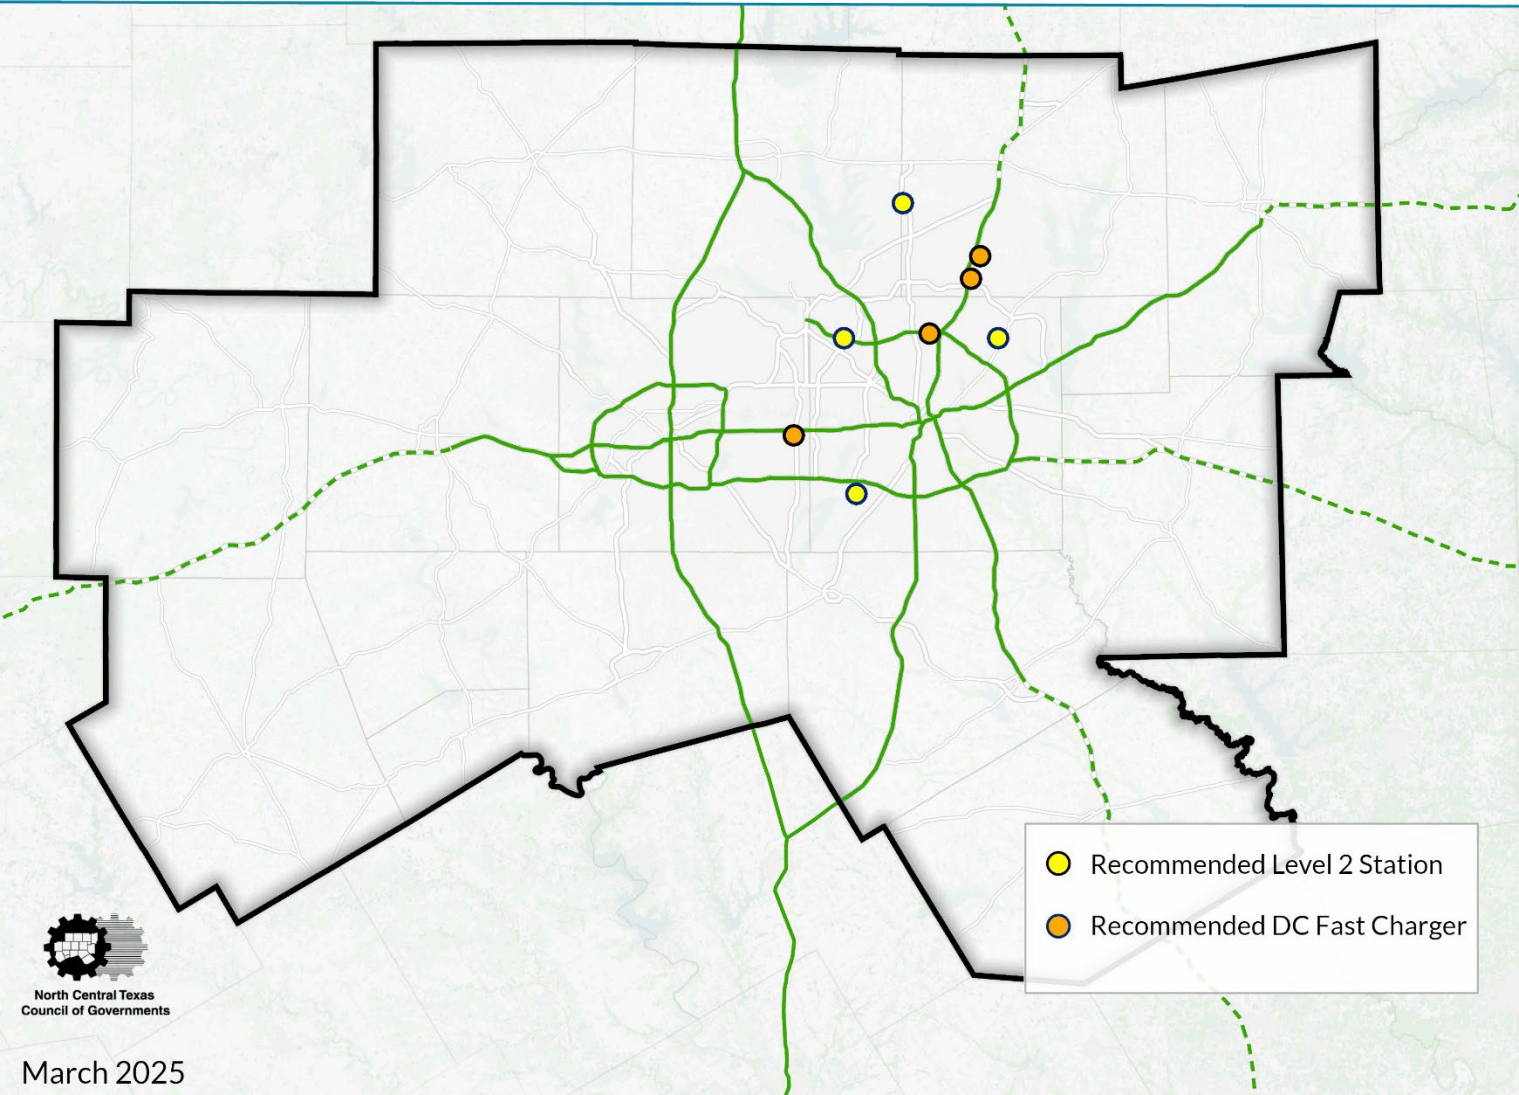 Recommended Level 2 Station
Recommended DC Fast Charger
North Central Texas
Council of Governments
March 2025